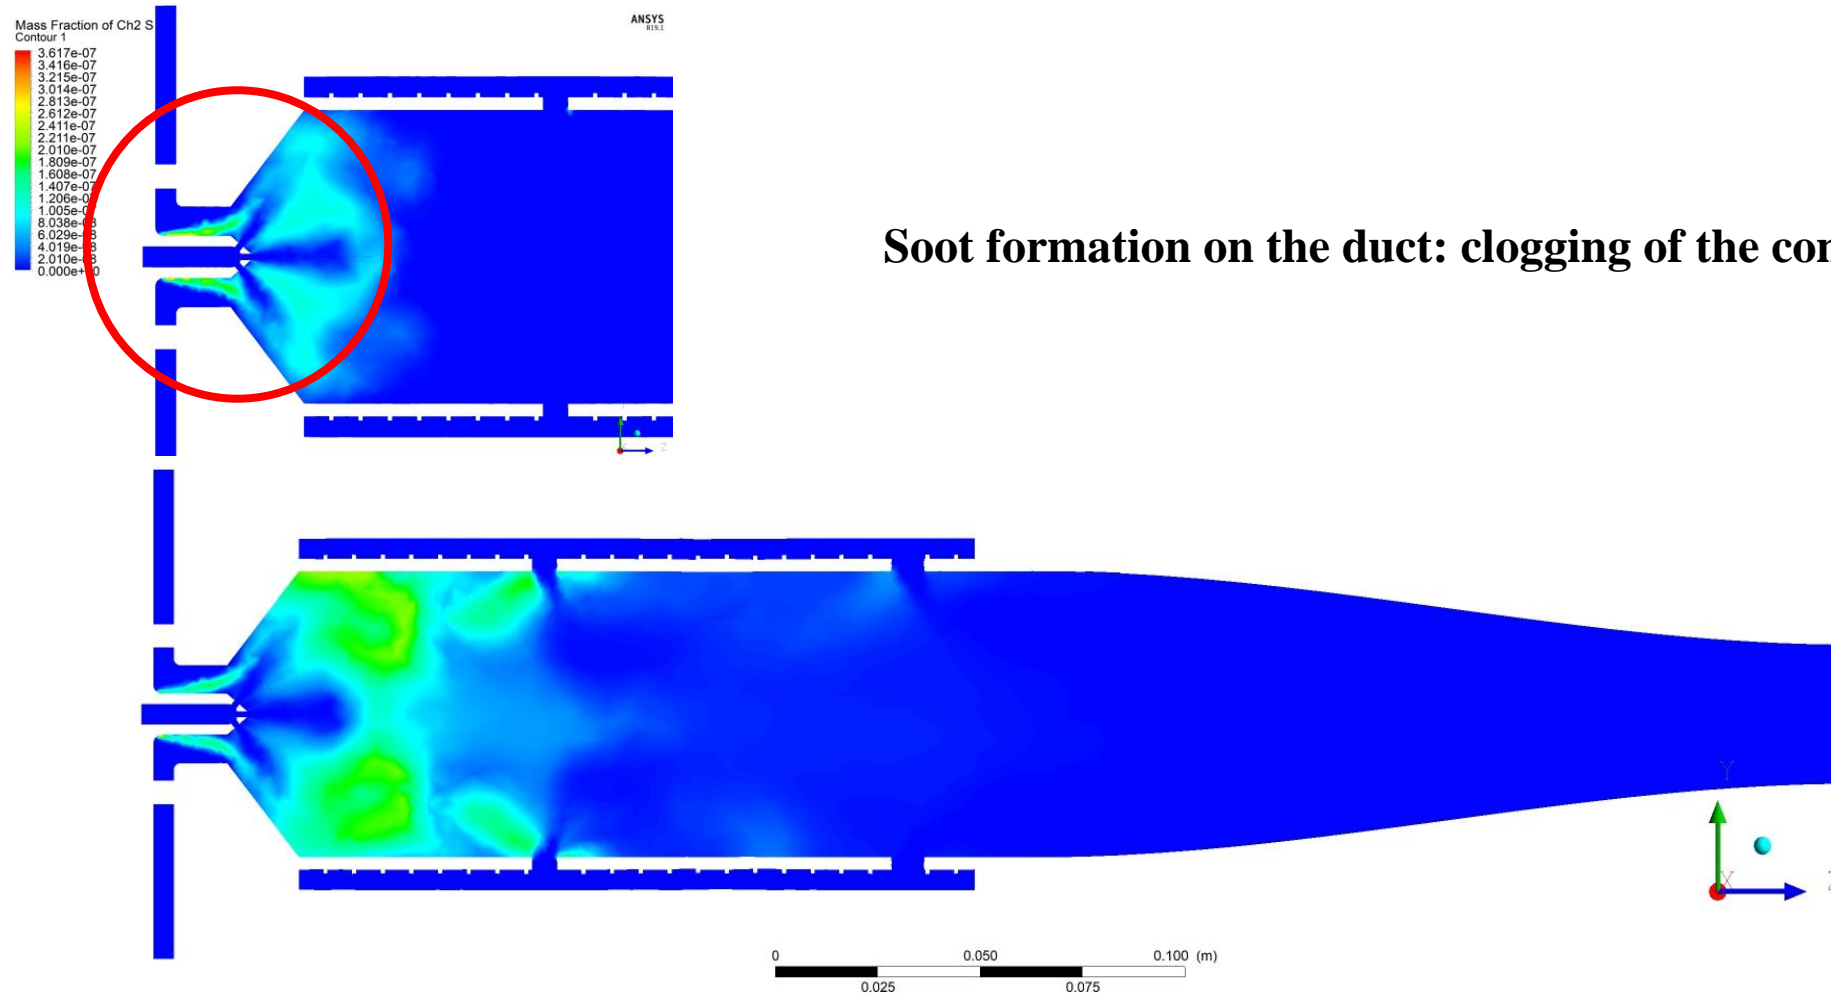 Mass Fraction of Ch2 S
Contour 1
3.617e-07
3.416e-07
3.215e-07
3.014e-07
2.813e-07
2.612e-07
2.411e-07
2.211e-07
2.010e-07
1.809e-07
1.608e-07
1.407e-07
1.206e-0
1.005e-0
8.038e-
6.029e-
4.019e-
2.010e-
0.000e+
ANSYS
R19.1
Soot formation on the duct: clogging of the con
Z
Y
X
0 0.050 0.100 (m)
0.025 0.075